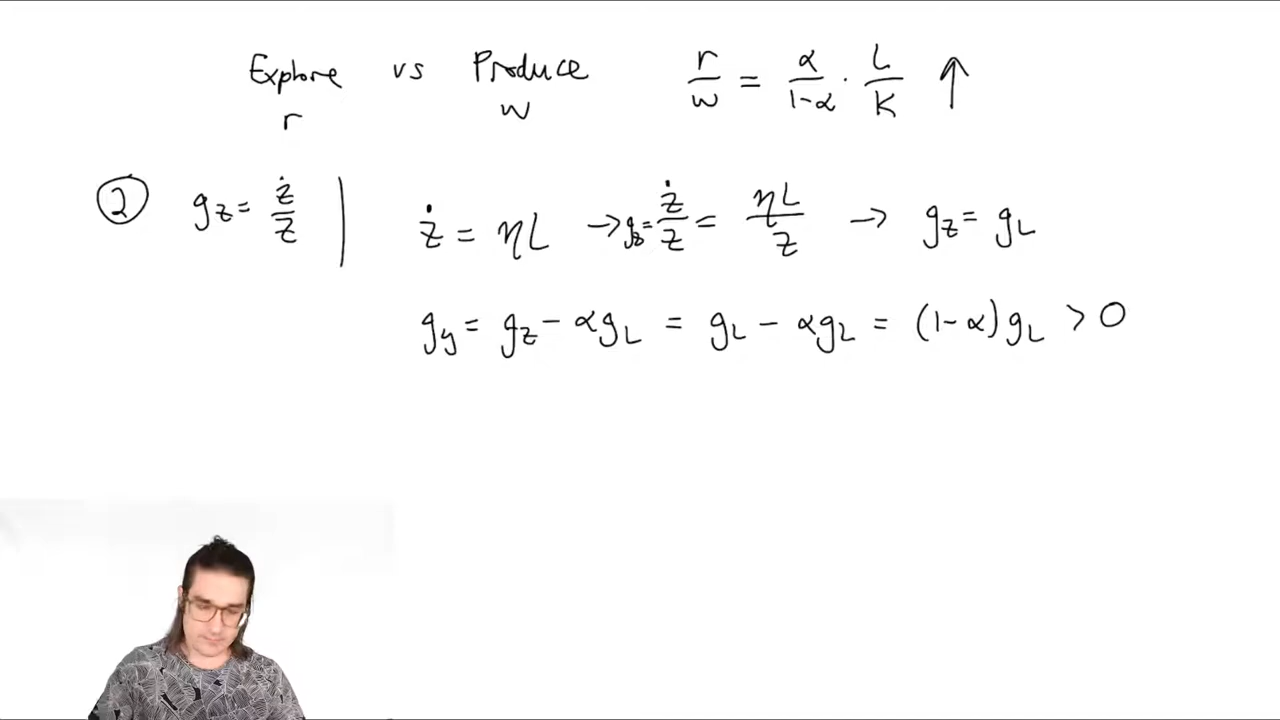 Explore vs Produce r/w = α/(1-α) · L/K ↑
r w
② g_z = ż/z | ż = ηL → g_z = ż/z = ηL/z → g_z = g_L
g_y = g_z - αg_L = g_L - αg_L = (1-α)g_L > 0